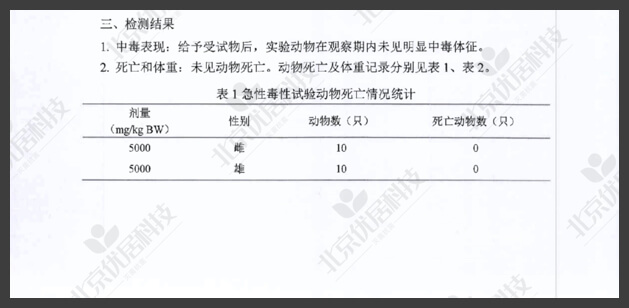 三、检测结果
1. 中毒表现：给予受试物后，实验动物在观察期内未见明显中毒体征。
2. 死亡和体重：未见动物死亡。动物死亡及体重记录分别见表 1、表 2。
表 1 急性毒性试验动物死亡情况统计
剂量 （mg/kg BW） 性别 动物数（只） 死亡动物数（只）
5000 雌 10 0
5000 雄 10 0
北京优居科技
北京优居科技
北京优居科技
北京优居科技
北京优居科技
北京优居科技